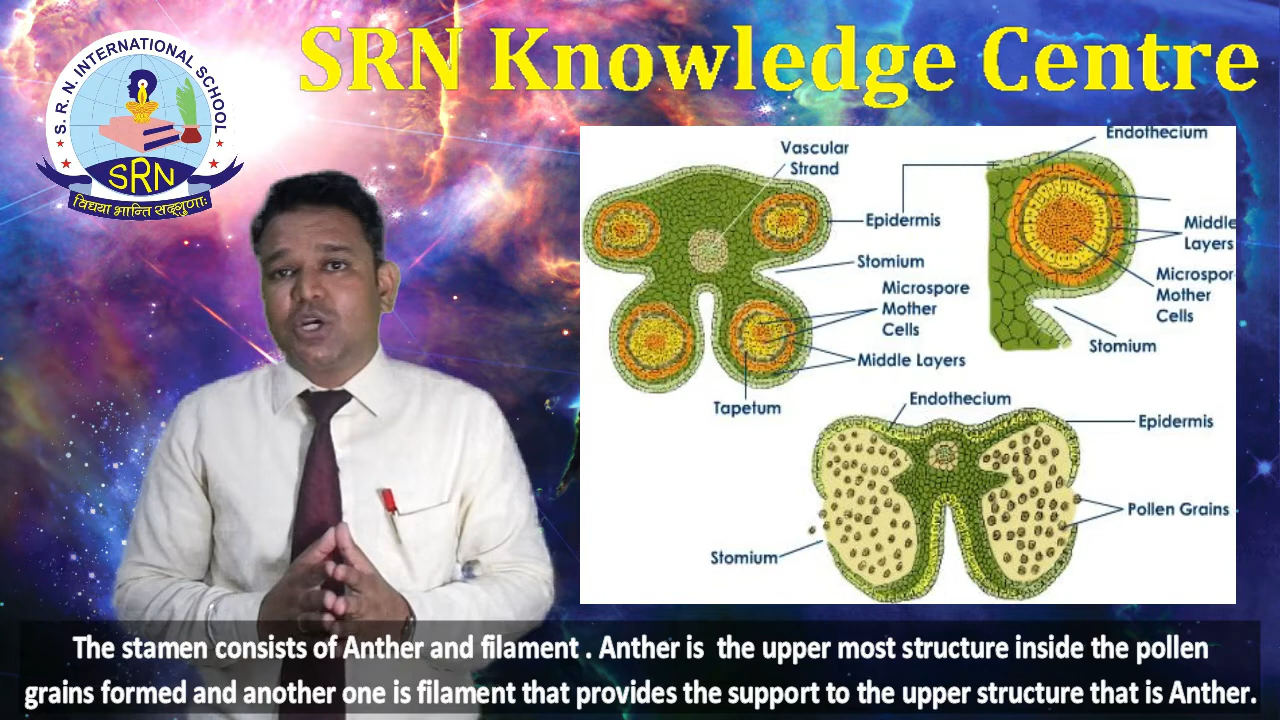 SRN Knowledge Centre
S. R. N. INTERNATIONAL SCHOOL
SRN
विद्यया भान्ति सद्गुणाः
Vascular
Strand
Epidermis
Stomium
Microspore
Mother
Cells
Middle Layers
Tapetum
Endothecium
Middle
Layers
Microspor
Mother
Cells
Stomium
Endothecium
Epidermis
Pollen Grains
Stomium
The stamen consists of Anther and filament . Anther is the upper most structure inside the pollen
grains formed and another one is filament that provides the support to the upper structure that is Anther.